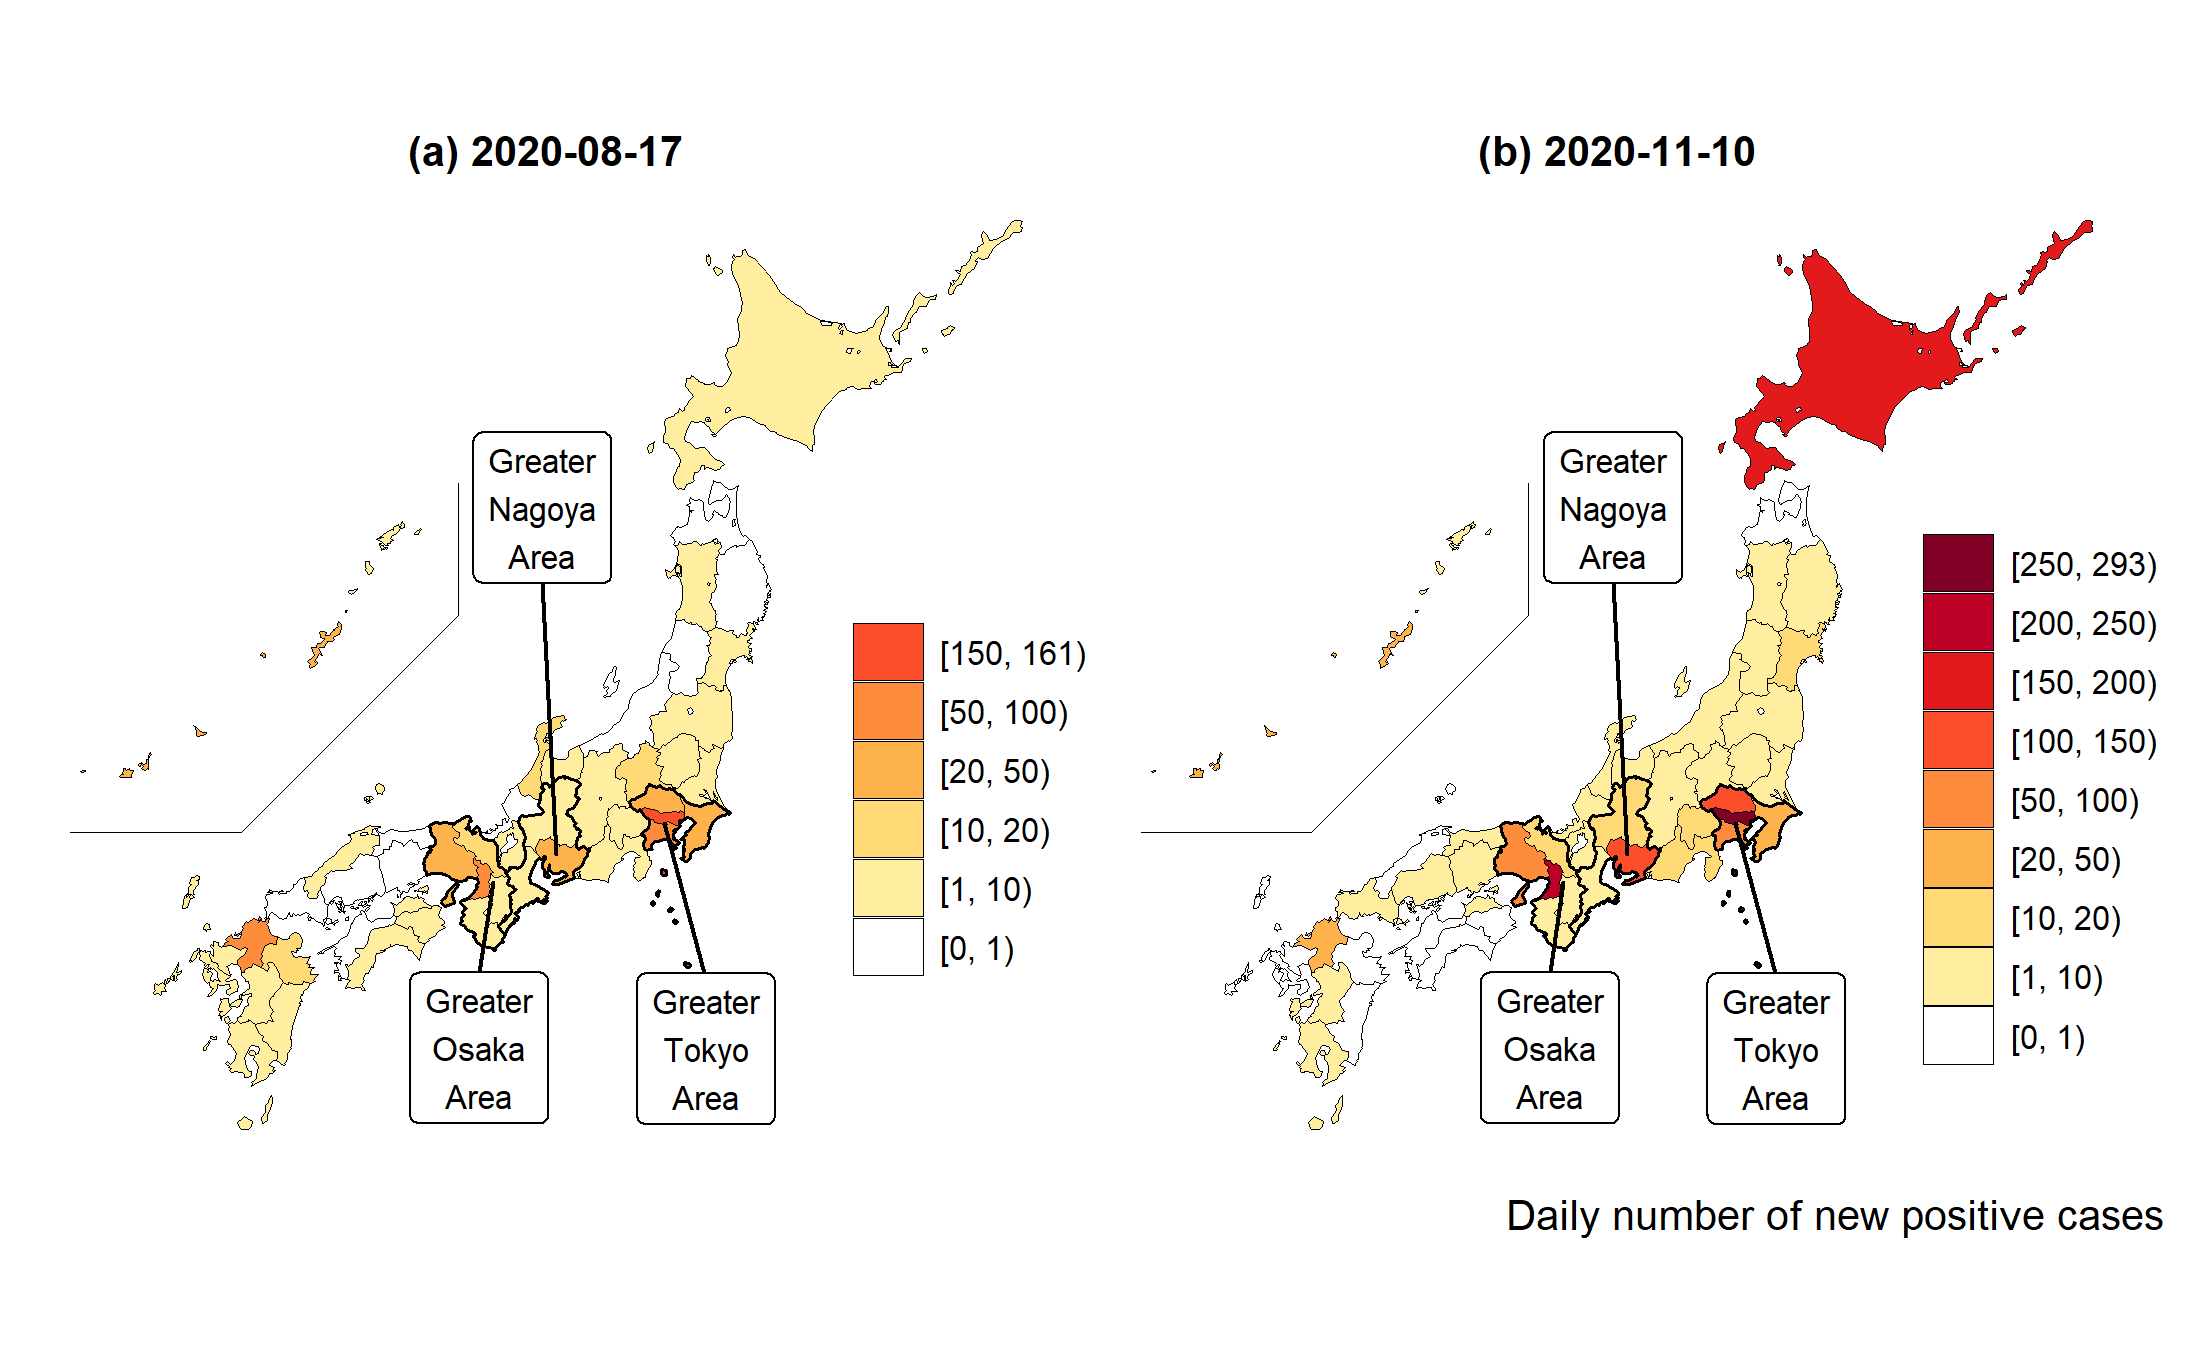 (a) 2020-08-17
Greater
Nagoya
Area
[150, 161)
[50, 100)
[20, 50)
[10, 20)
[1, 10)
[0, 1)
Greater
Osaka
Area
Greater
Tokyo
Area
(b) 2020-11-10
Greater
Nagoya
Area
[250, 293)
[200, 250)
[150, 200)
[100, 150)
[50, 100)
[20, 50)
[10, 20)
[1, 10)
[0, 1)
Greater
Osaka
Area
Greater
Tokyo
Area
Daily number of new positive cases